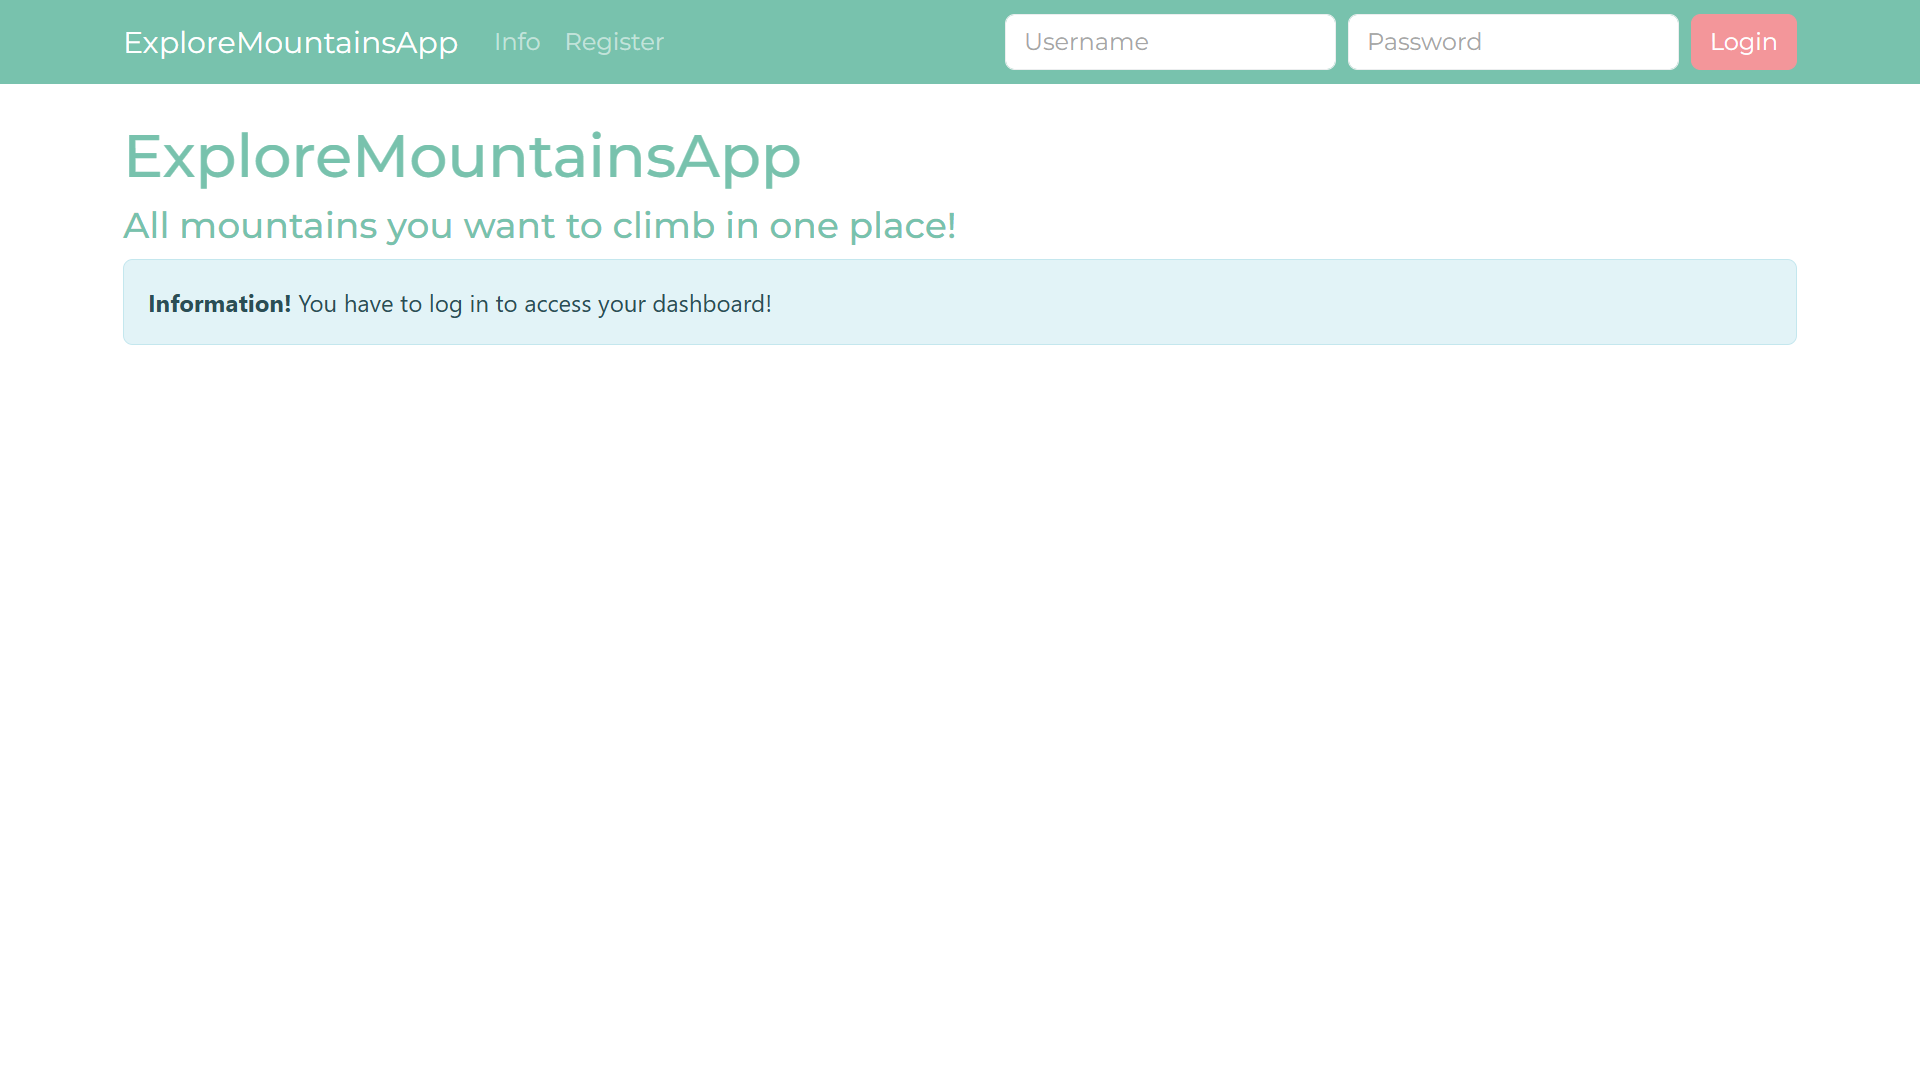 ExploreMountainsApp Info Register Username Password Login
ExploreMountainsApp
All mountains you want to climb in one place!
Information! You have to log in to access your dashboard!